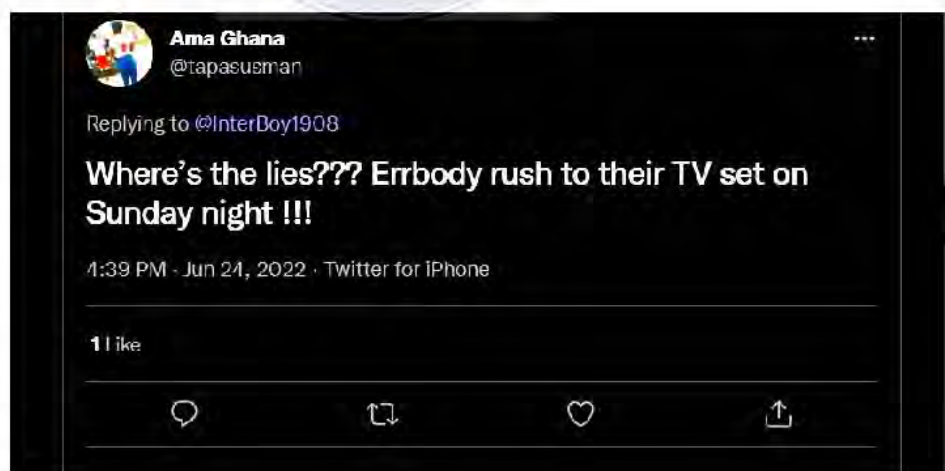 Ama Ghana
@tapasusman
Replying to @InterBoy1908
Where's the lies??? Errbody rush to their TV set on
Sunday night !!!
4:39 PM · Jun 24, 2022 · Twitter for iPhone
1 Like